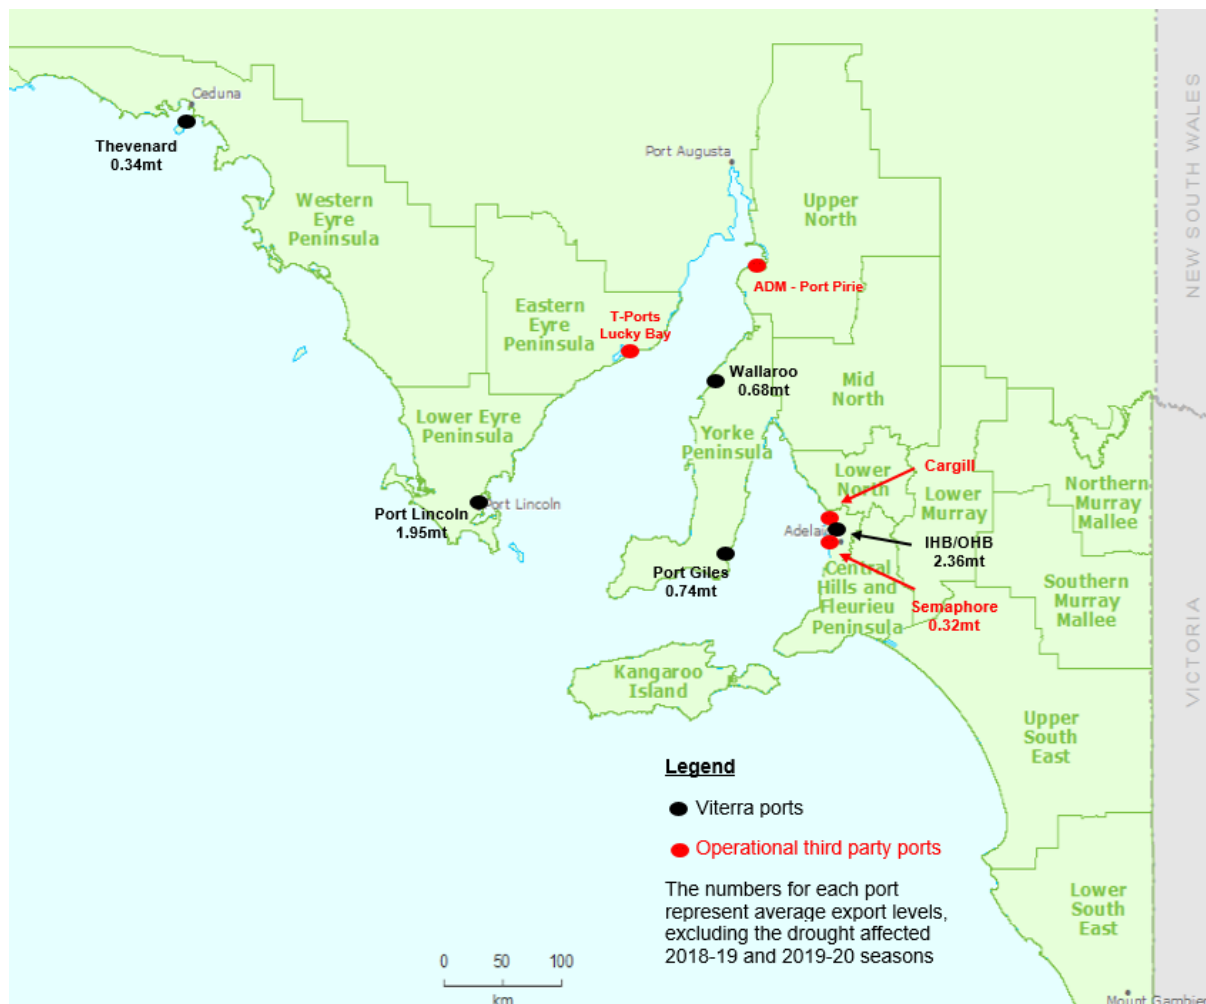 Ceduna
Thevenard
0.34mt
Western
Eyre
Peninsula
Port Augusta
Upper
North
NEW SOUTH WALES
ADM - Port Pirie
Eastern
Eyre
Peninsula
T-Ports
Lucky Bay
Wallaroo
0.68mt
Mid
North
Lower Eyre
Peninsula
Yorke
Peninsula
Lower
North
Cargill
Lower
Murray
Northern
Murray
Mallee
Port Lincoln
1.95mt
Port Lincoln
Adelai
IHB/OHB
2.36mt
Port Giles
0.74mt
Central
Hills and
Fleurieu
Peninsula
Semaphore
0.32mt
Southern
Murray
Mallee
VICTORIA
Kangaroo
Island
Upper
South
East
Legend
Viterra ports
Operational third party ports
The numbers for each port
represent average export levels,
excluding the drought affected
2018-19 and 2019-20 seasons
Lower
South
East
0 50 100
km
Mount Gambier